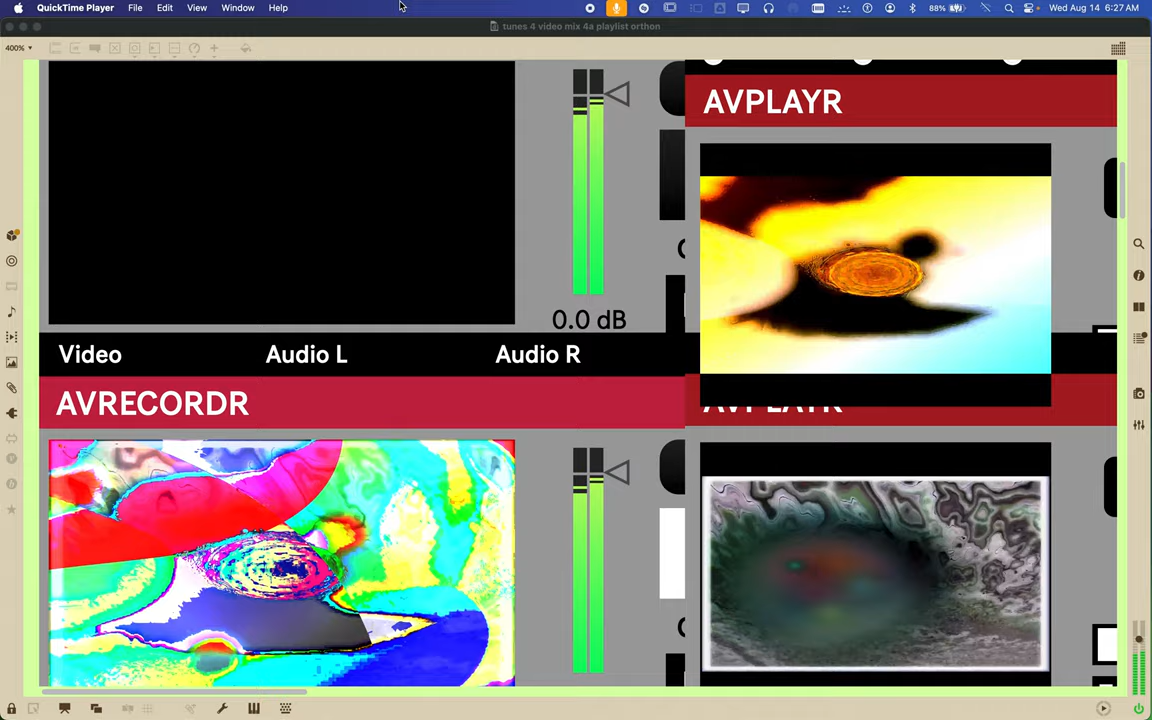 QuickTime Player File Edit View Window Help 88% Wed Aug 14 6:27 AM
tunes 4 video mix 4a playlist orthon
400%
AVPLAYR
0.0 dB
Video Audio L Audio R
AVRECORDR